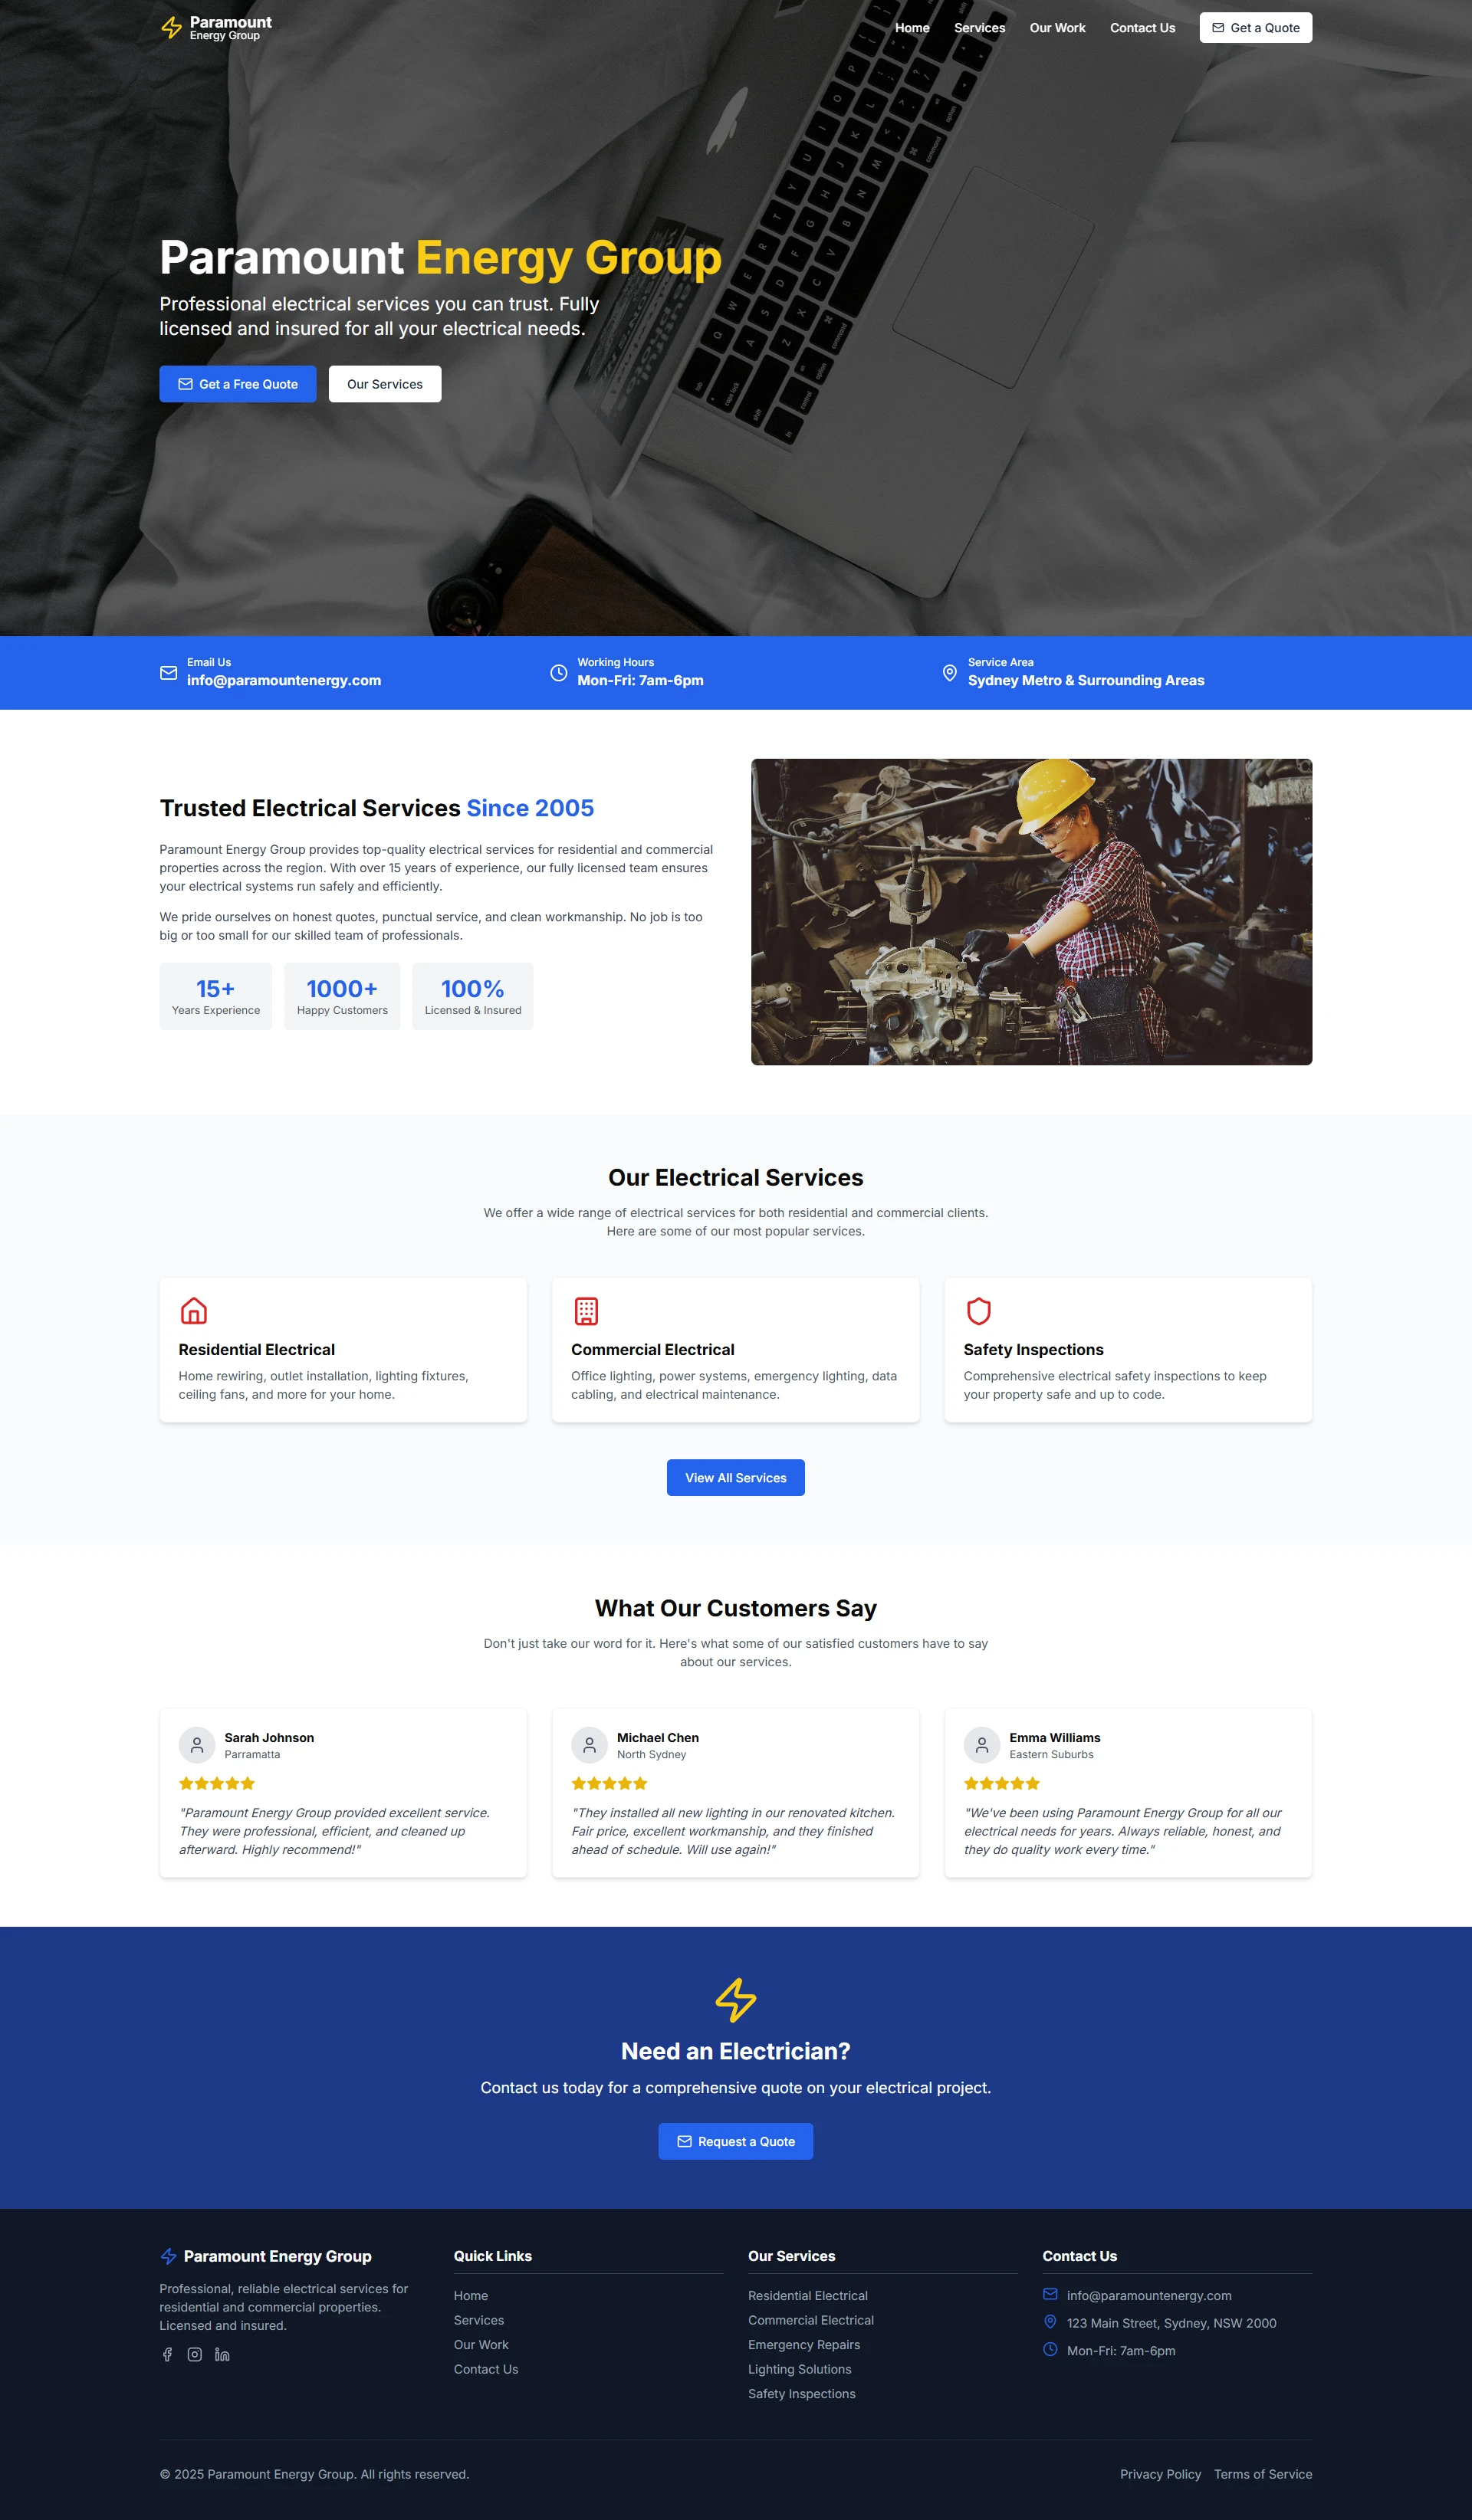 Paramount
Energy Group
Home
Services
Our Work
Contact Us
Get a Quote
Paramount Energy Group
Professional electrical services you can trust. Fully
licensed and insured for all your electrical needs.
Get a Free Quote
Our Services
Email Us
info@paramountenergy.com
Working Hours
Mon-Fri: 7am-6pm
Service Area
Sydney Metro & Surrounding Areas
Trusted Electrical Services Since 2005
Paramount Energy Group provides top-quality electrical services for residential and commercial
properties across the region. With over 15 years of experience, our fully licensed team ensures
your electrical systems run safely and efficiently.
We pride ourselves on honest quotes, punctual service, and clean workmanship. No job is too
big or too small for our skilled team of professionals.
15+
Years Experience
1000+
Happy Customers
100%
Licensed & Insured
Our Electrical Services
We offer a wide range of electrical services for both residential and commercial clients.
Here are some of our most popular services.
Residential Electrical
Home rewiring, outlet installation, lighting fixtures,
ceiling fans, and more for your home.
Commercial Electrical
Office lighting, power systems, emergency lighting, data
cabling, and electrical maintenance.
Safety Inspections
Comprehensive electrical safety inspections to keep
your property safe and up to code.
View All Services
What Our Customers Say
Don't just take our word for it. Here's what some of our satisfied customers have to say
about our services.
Sarah Johnson
Parramatta
"Paramount Energy Group provided excellent service.
They were professional, efficient, and cleaned up
afterward. Highly recommend!"
Michael Chen
North Sydney
"They installed all new lighting in our renovated kitchen.
Fair price, excellent workmanship, and they finished
ahead of schedule. Will use again!"
Emma Williams
Eastern Suburbs
"We've been using Paramount Energy Group for all our
electrical needs for years. Always reliable, honest, and
they do quality work every time."
Need an Electrician?
Contact us today for a comprehensive quote on your electrical project.
Request a Quote
Paramount Energy Group
Professional, reliable electrical services for
residential and commercial properties.
Licensed and insured.
Quick Links
Home
Services
Our Work
Contact Us
Our Services
Residential Electrical
Commercial Electrical
Emergency Repairs
Lighting Solutions
Safety Inspections
Contact Us
info@paramountenergy.com
123 Main Street, Sydney, NSW 2000
Mon-Fri: 7am-6pm
© 2025 Paramount Energy Group. All rights reserved.
Privacy Policy
Terms of Service